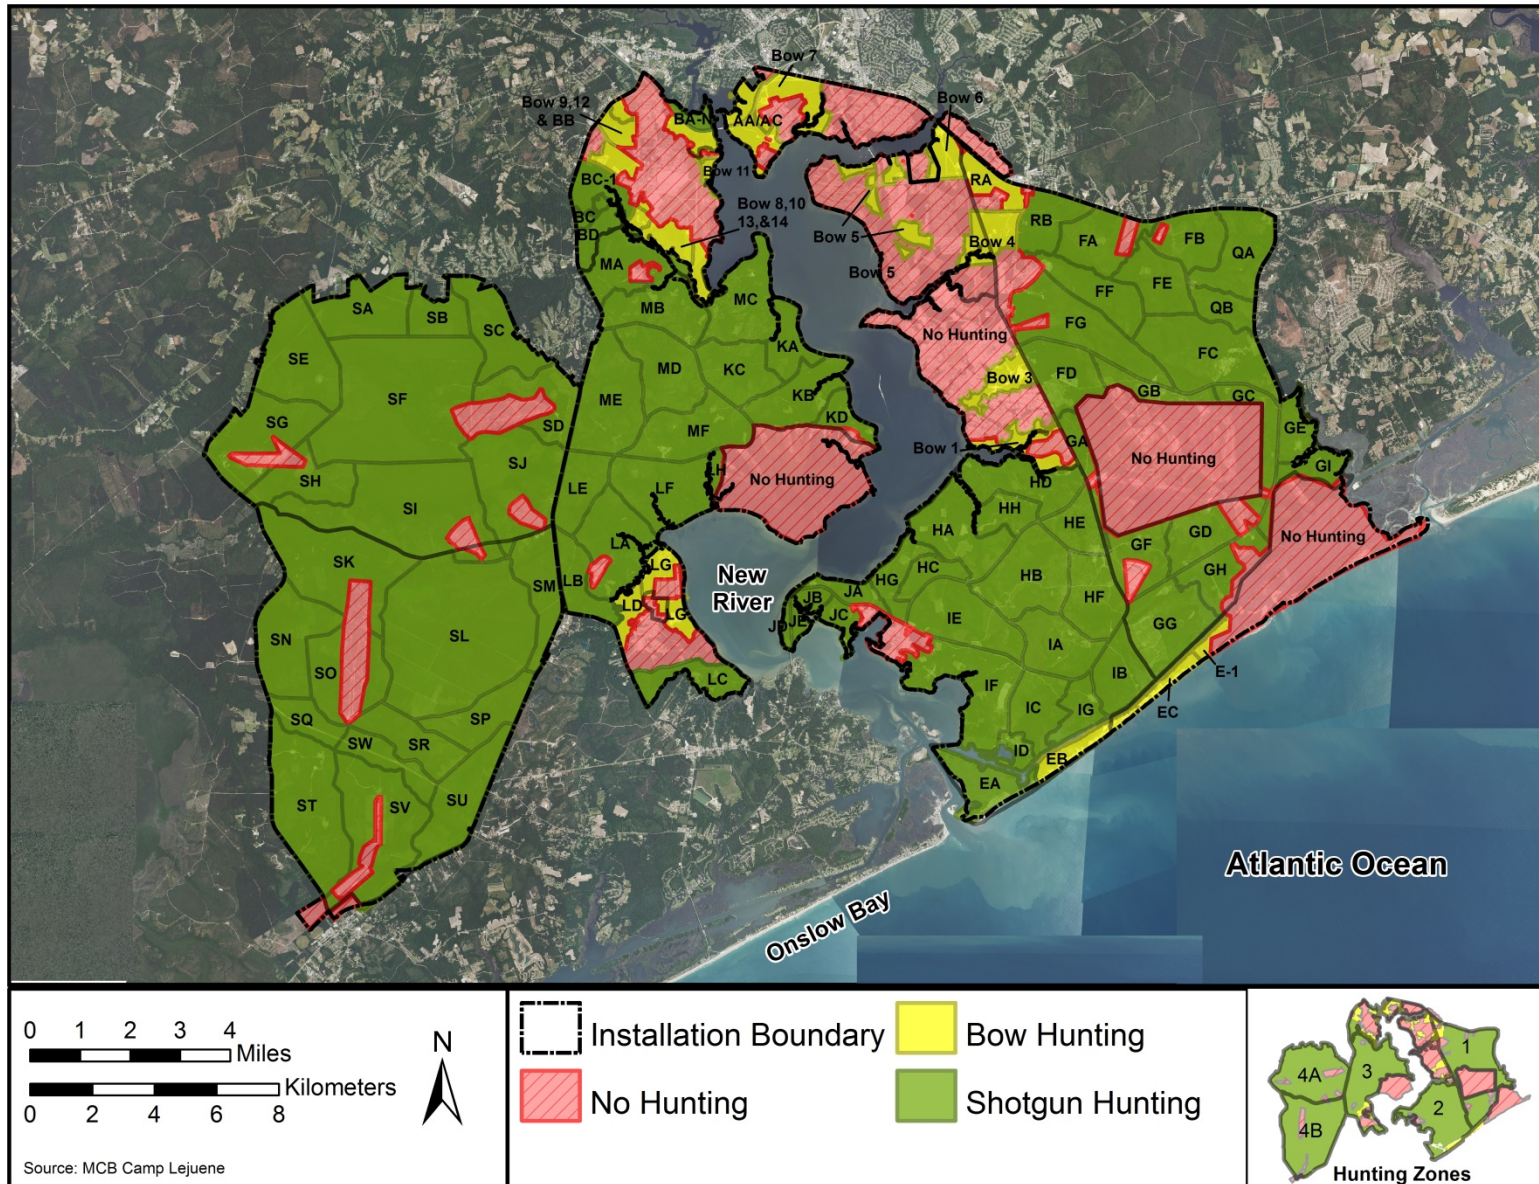 Bow 7
Bow 9,12
& BB
Bow 6
BA-N
AA/AC
Bow 11
BC-1
RA
Bow 8,10
13,&14
BC
BD
Bow 5
Bow 4
RB
FA
FB
QA
MA
Bow 5
FF
FE
SA
SB
MB
MC
QB
SC
No Hunting
FG
SE
KA
FC
MD
KC
FD
Bow 3
SF
ME
KB
GB
GC
SG
SD
KD
MF
GE
Bow 1
GA
SJ
No Hunting
GI
LH
No Hunting
HD
SH
LE
LF
SI
HH
HE
HA
GD
No Hunting
LA
GF
SK
HC
LG
New
River
HG
HB
GH
SM
LB
JA
JB
HF
LD
LG
JE
JC
JD
IE
GG
SN
SL
IA
SO
IB
E-1
LC
IF
EC
SQ
SP
IC
IG
SW
SR
ID
EB
EA
ST
SV
SU
Atlantic Ocean
Onslow Bay
0 1 2 3 4
Miles
Kilometers
0 2 4 6 8
N
Source: MCB Camp Lejuene
Installation Boundary
Bow Hunting
No Hunting
Shotgun Hunting
1
4A
3
2
4B
Hunting Zones